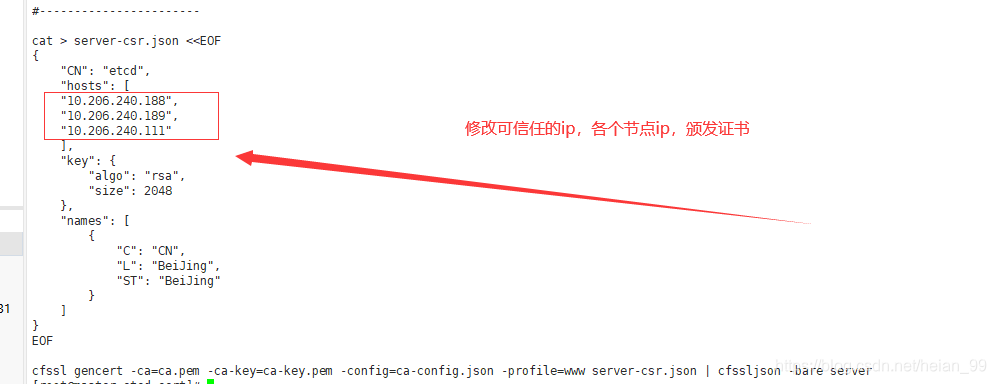 #-----------------------
cat > server-csr.json <<EOF
{
"CN": "etcd",
"hosts": [
"10.206.240.188",
"10.206.240.189",
"10.206.240.111"
],
"key": {
"algo": "rsa",
"size": 2048
},
"names": [
{
"C": "CN",
"L": "BeiJing",
"ST": "BeiJing"
}
]
}
EOF
cfssl gencert -ca=ca.pem -ca-key=ca-key.pem -config=ca-config.json -profile=www server-csr.json | cfssljson -bare server
修改可信任的ip，各个节点ip，颁发证书
31
https://blog.csdn.net/heian_99